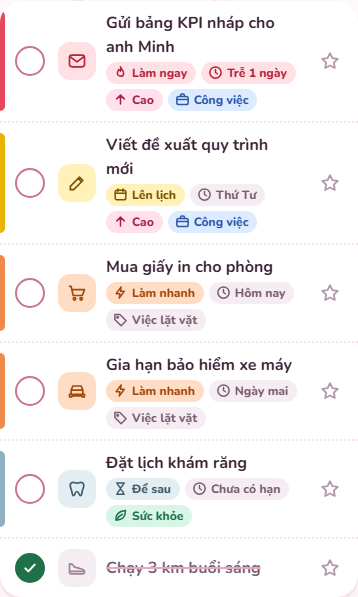 Gửi bảng KPI nháp cho
anh Minh
Làm ngay
Trễ 1 ngày
Cao
Công việc
Viết đề xuất quy trình
mới
Lên lịch
Thứ Tư
Cao
Công việc
Mua giấy in cho phòng
Làm nhanh
Hôm nay
Việc lặt vặt
Gia hạn bảo hiểm xe máy
Làm nhanh
Ngày mai
Việc lặt vặt
Đặt lịch khám răng
Để sau
Chưa có hạn
Sức khỏe
Chạy 3 km buổi sáng